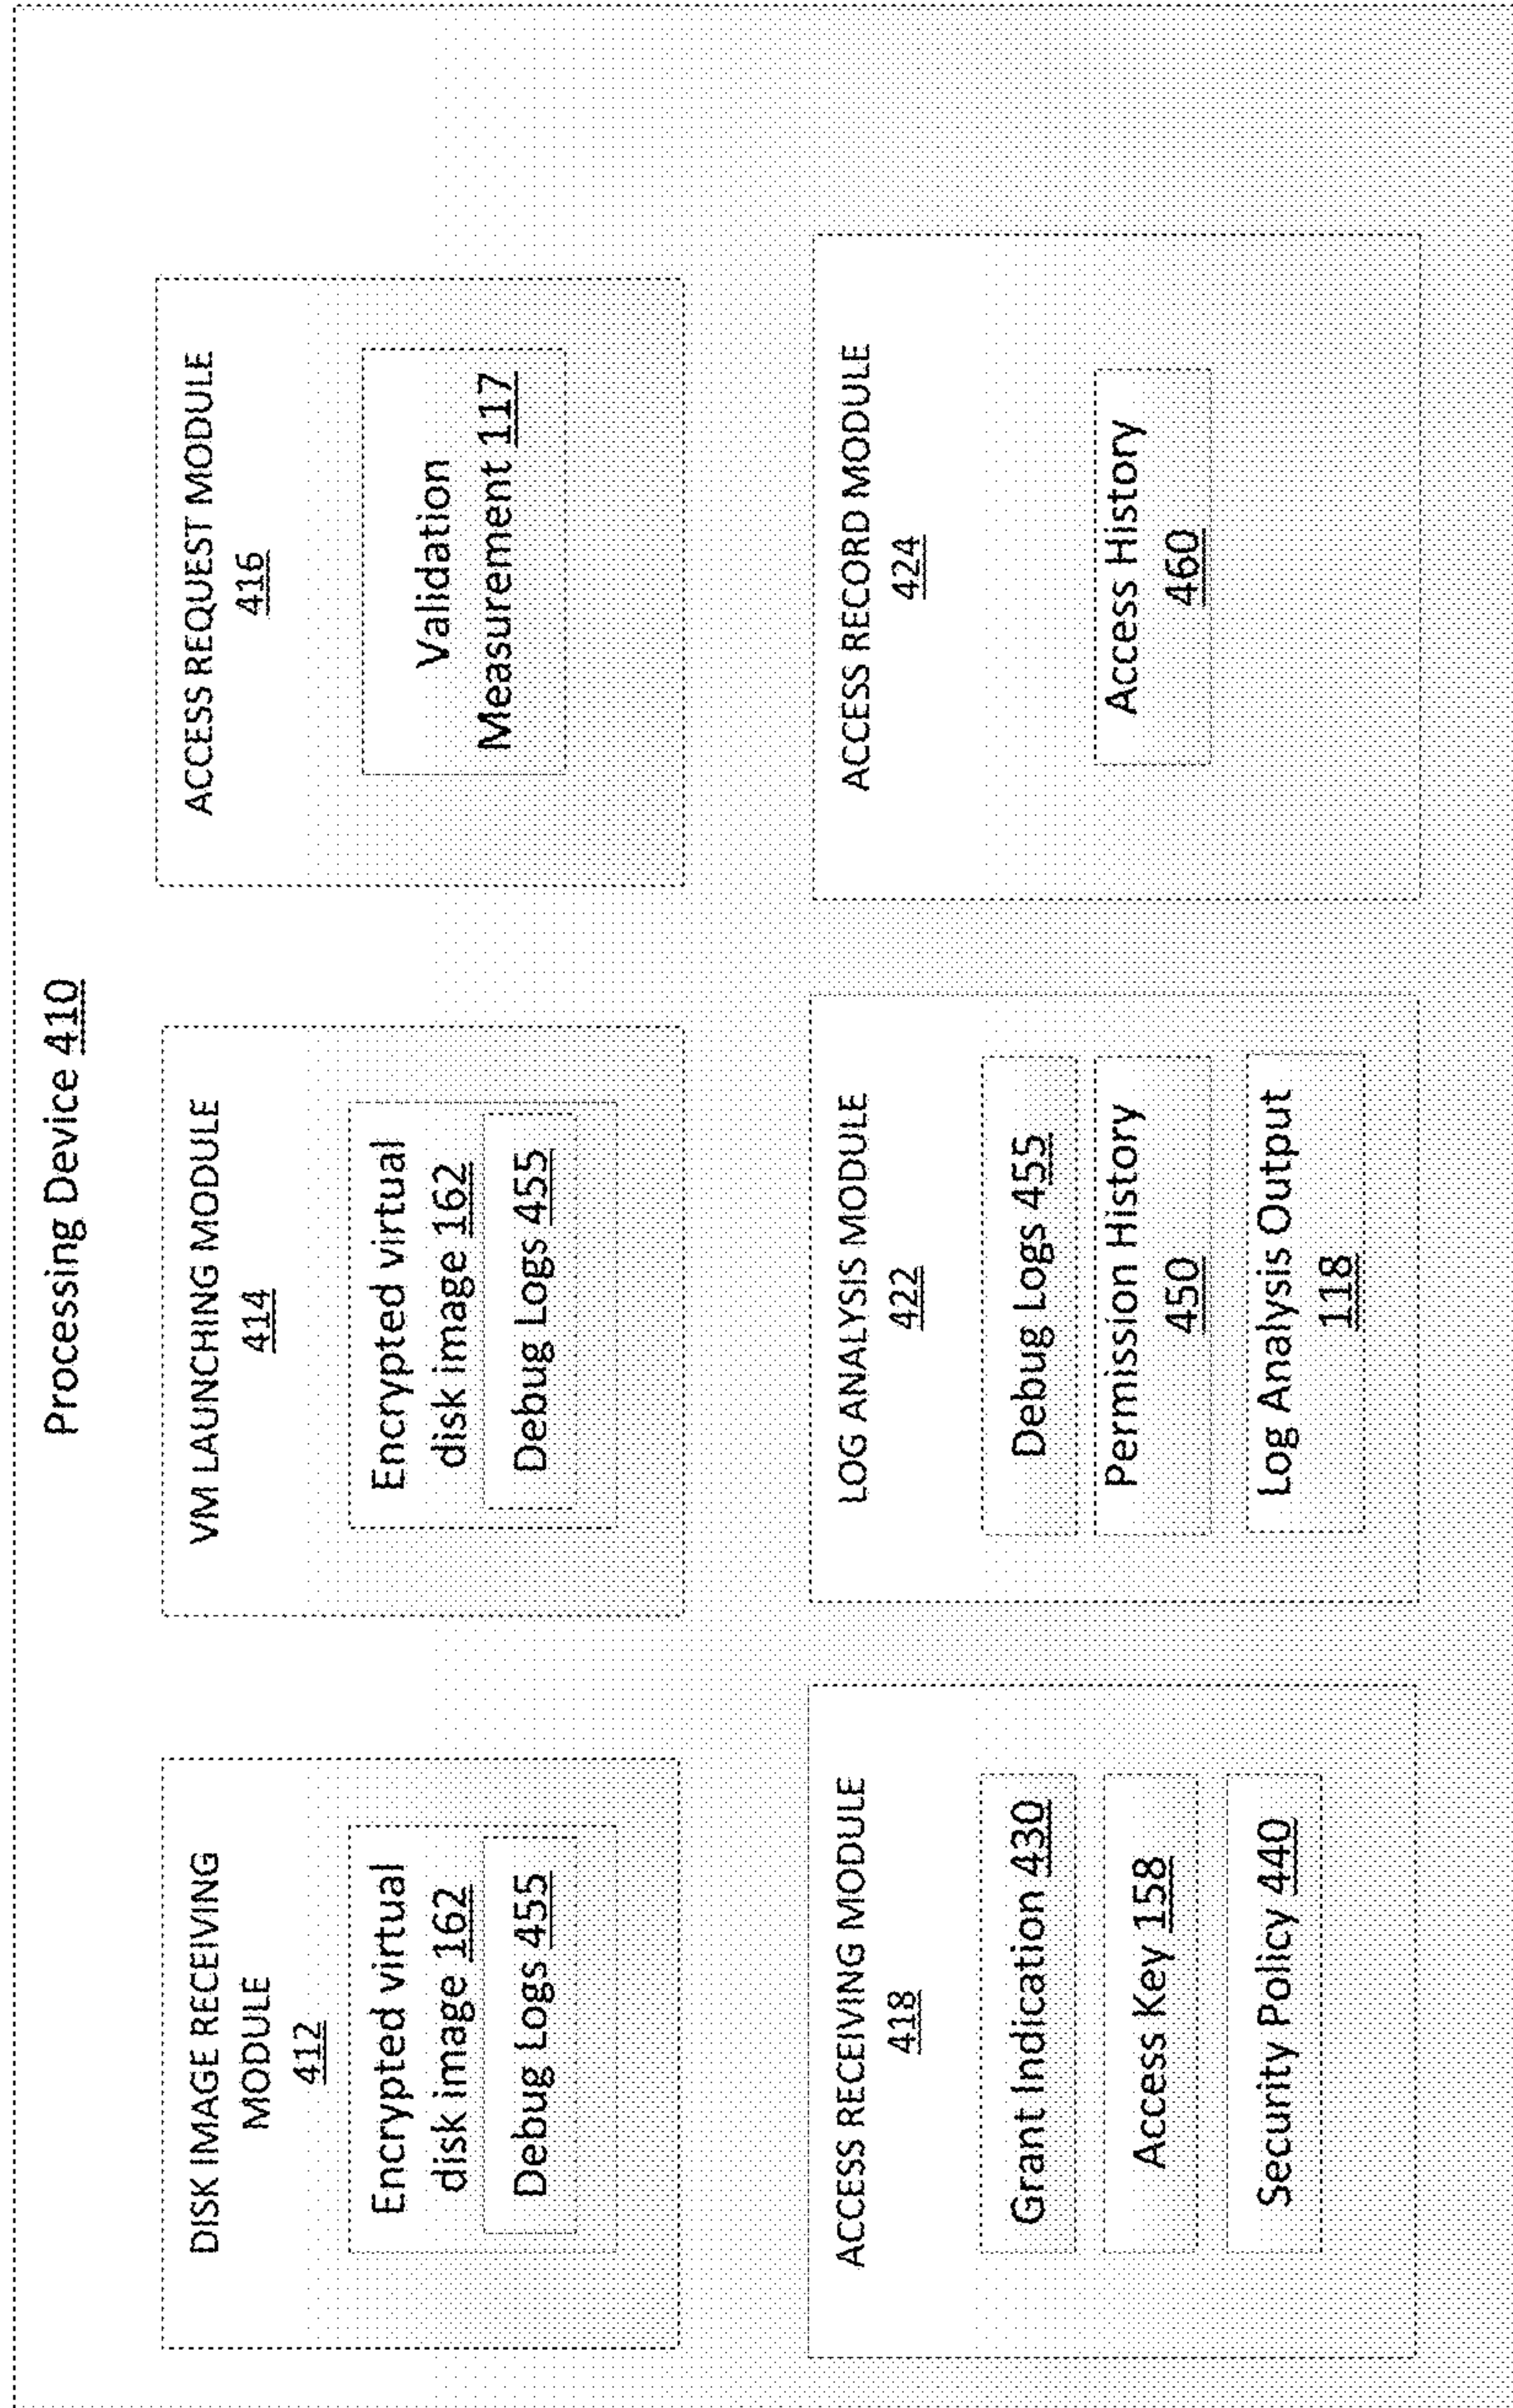 Processing Device 410
DISK IMAGE RECEIVING
MODULE
412
Encrypted virtual
disk image 162
Debug Logs 455
VM LAUNCHING MODULE
414
Encrypted virtual
disk image 162
Debug Logs 455
ACCESS REQUEST MODULE
416
Validation
Measurement 117
ACCESS RECEIVING MODULE
418
Grant Indication 430
Access Key 158
Security Policy 440
LOG ANALYSIS MODULE
422
Debug Logs 455
Permission History
450
Log Analysis Output
118
ACCESS RECORD MODULE
424
Access History
460